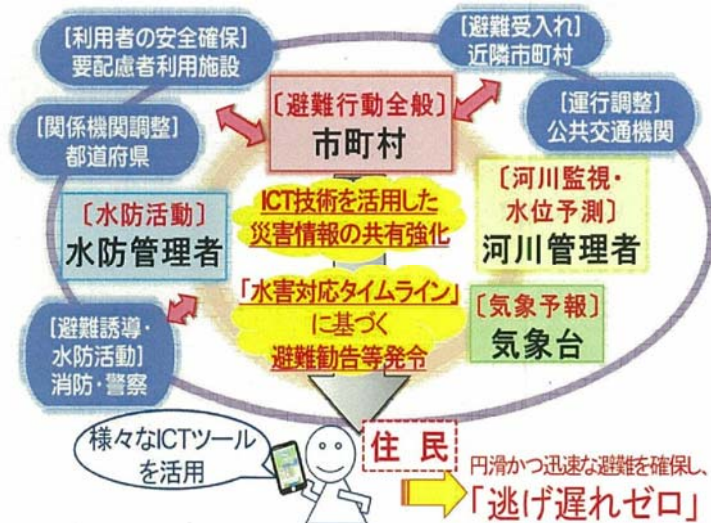 [利用者の安全確保]
要配慮者利用施設
[避難受入れ]
近隣市町村
[関係機関調整]
都道府県
〔避難行動全般〕
市町村
[運行調整]
公共交通機関
〔水防活動〕
水防管理者
ICT技術を活用した
災害情報の共有強化
〔河川監視・
水位予測〕
河川管理者
「水害対応タイムライン」
に基づく
避難勧告等発令
〔気象予報〕
気象台
[避難誘導・
水防活動]
消防・警察
様々なICTツール
を活用
住民
円滑かつ迅速な避難を確保し、
「逃げ遅れゼロ」